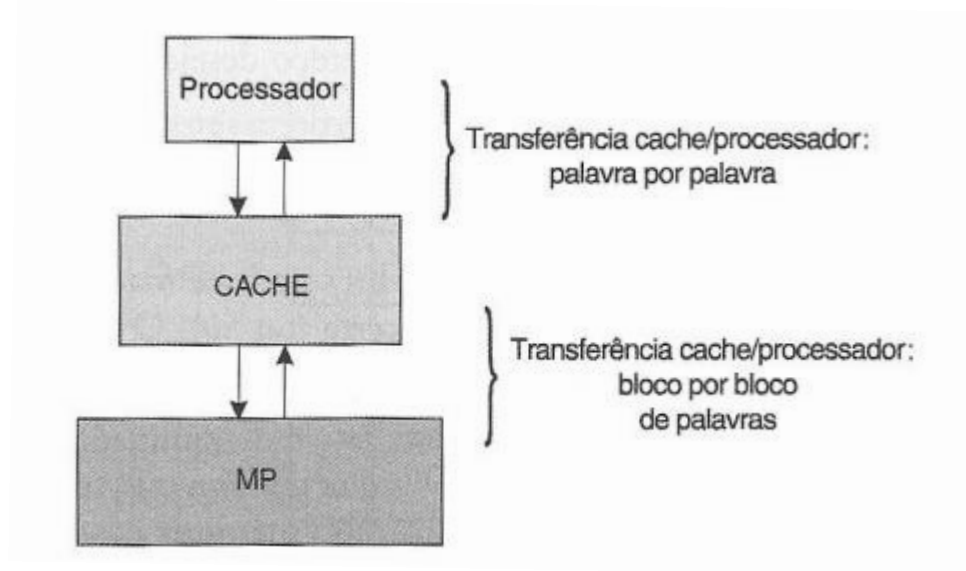 Processador
Transferência cache/processador:
palavra por palavra
CACHE
Transferência cache/processador:
bloco por bloco
de palavras
MP